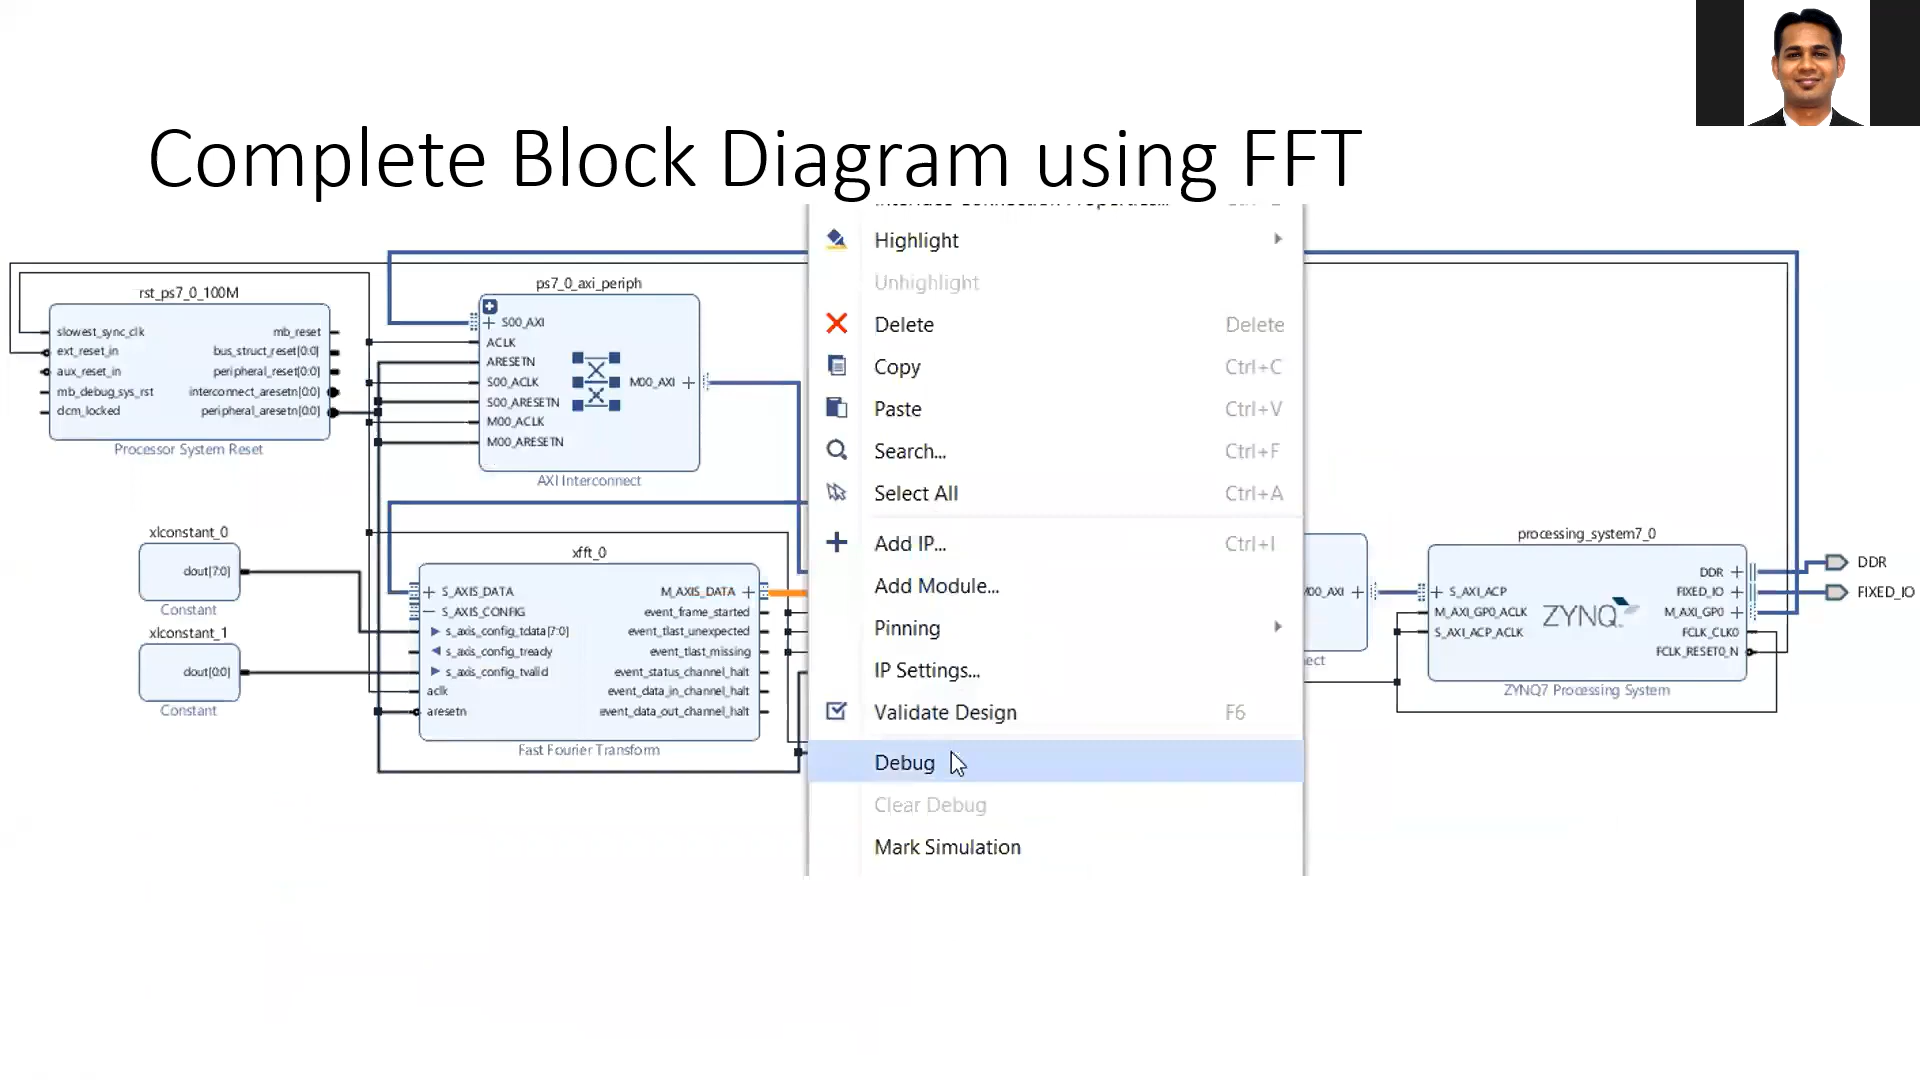 Complete Block Diagram using FFT
Highlight
Unhighlight
Delete Delete
Copy Ctrl+C
Paste Ctrl+V
Search... Ctrl+F
Select All Ctrl+A
Add IP... Ctrl+I
Add Module...
Pinning
IP Settings...
Validate Design F6
Debug
Clear Debug
Mark Simulation
rst_ps7_0_100M
slowest_sync_clk mb_reset
ext_reset_in bus_struct_reset[0:0]
aux_reset_in peripheral_reset[0:0]
mb_debug_sys_rst interconnect_aresetn[0:0]
dcm_locked peripheral_aresetn[0:0]
Processor System Reset
ps7_0_axi_periph
S00_AXI
ACLK
ARESETN
S00_ACLK M00_AXI
S00_ARESETN
M00_ACLK
M00_ARESETN
AXI Interconnect
xlconstant_0
dout[7:0]
Constant
xlconstant_1
dout[0:0]
Constant
xfft_0
S_AXIS_DATA M_AXIS_DATA
S_AXIS_CONFIG event_frame_started
s_axis_config_tdata[7:0] event_tlast_unexpected
s_axis_config_tready event_tlast_missing
s_axis_config_tvalid event_status_channel_halt
aclk event_data_in_channel_halt
aresetn event_data_out_channel_halt
Fast Fourier Transform
processing_system7_0
DDR
S_AXI_ACP FIXED_IO
M_AXI_GP0_ACLK M_AXI_GP0
S_AXI_ACP_ACLK FCLK_CLK0
FCLK_RESET0_N
ZYNQ
ZYNQ7 Processing System
DDR
FIXED_IO